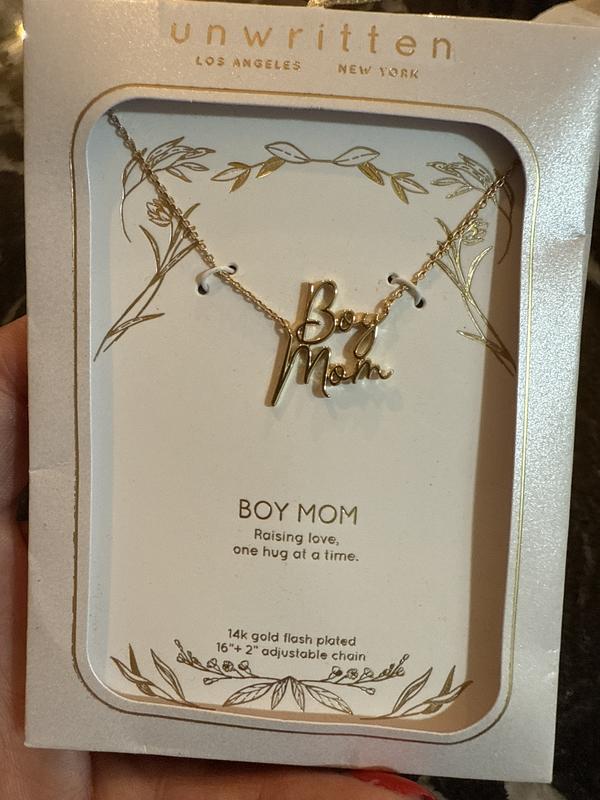 unwritten
LOS ANGELES NEW YORK
Boy
Mom
BOY MOM
Raising love,
one hug at a time.
14k gold flash plated
16"+ 2" adjustable chain